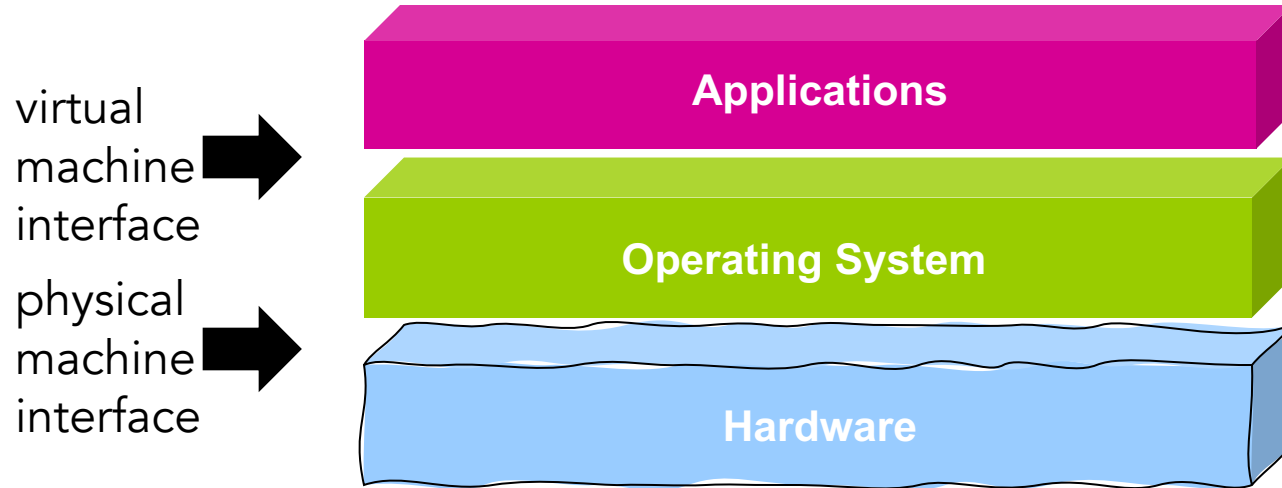 virtual
machine
interface
physical
machine
interface
Applications
Operating System
Hardware